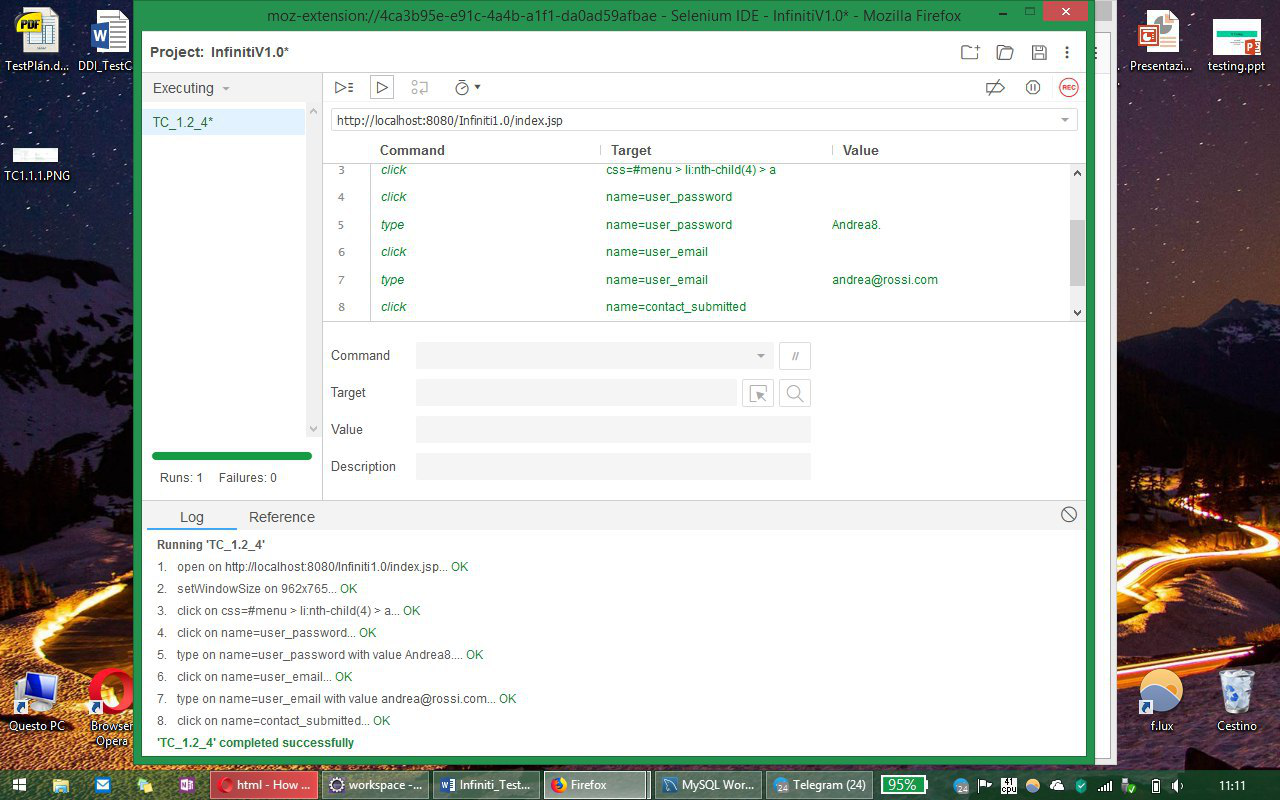 moz-extension://4ca3b95e-e91c-4a4b-a1f1-da0ad59afbae - Selenium IDE - InfinitiV1.0* - Mozilla Firefox
PDF
TestPlan.d...
DDI_TestC
TC1.1.1.PNG
Questo PC
Browser
Opera
Presentazi...
testing.ppt
f.lux
Cestino
Project: InfinitiV1.0*
Executing
REC
TC_1.2_4*
http://localhost:8080/Infiniti1.0/index.jsp
Command Target Value
3 click css=#menu > li:nth-child(4) > a
4 click name=user_password
5 type name=user_password Andrea8.
6 click name=user_email
7 type name=user_email andrea@rossi.com
8 click name=contact_submitted
Command //
Target
Value
Description
Runs: 1 Failures: 0
Log Reference
Running 'TC_1.2_4'
1. open on http://localhost:8080/Infiniti1.0/index.jsp... OK
2. setWindowSize on 962x765... OK
3. click on css=#menu > li:nth-child(4) > a... OK
4. click on name=user_password... OK
5. type on name=user_password with value Andrea8.... OK
6. click on name=user_email... OK
7. type on name=user_email with value andrea@rossi.com... OK
8. click on name=contact_submitted... OK
'TC_1.2_4' completed successfully
html - How ...
workspace -...
Infiniti_Test...
Firefox
MySQL Wor...
Telegram (24)
95%
24
41
CPU
11:11